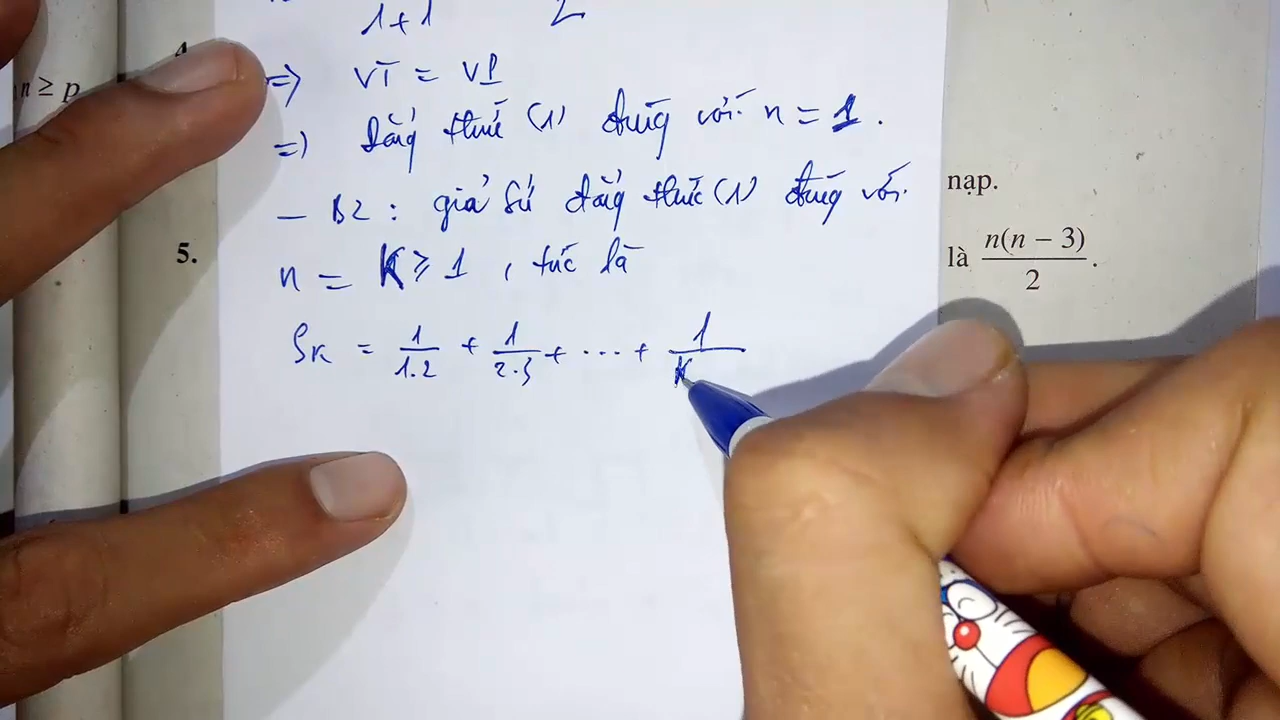 1+1 2
n ≥ p
4.
=> VT = VP
=> Đẳng thức (1) đúng với n = 1.
– B2 : giả sử đẳng thức (1) đúng với
nạp.
5.
n = K ≥ 1 , tức là
là n(n − 3)/2.
SK = 1/1.2 + 1/2.3 + ... + 1/K